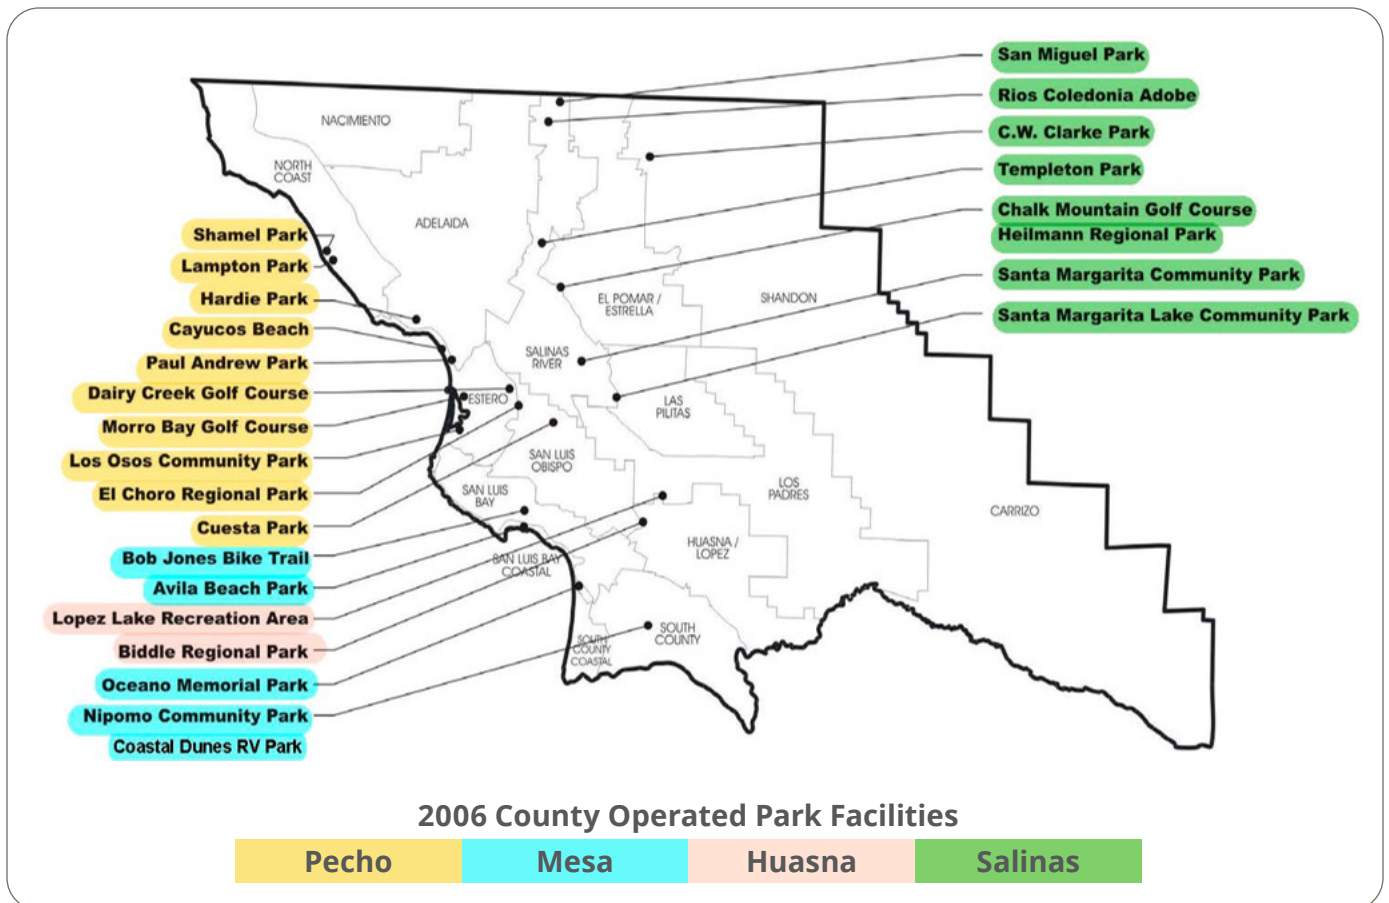 San Miguel Park
Rios Coledonia Adobe
C.W. Clarke Park
Templeton Park
Chalk Mountain Golf Course
Heilmann Regional Park
Santa Margarita Community Park
Santa Margarita Lake Community Park
Shamel Park
Lampton Park
Hardie Park
Cayucos Beach
Paul Andrew Park
Dairy Creek Golf Course
Morro Bay Golf Course
Los Osos Community Park
El Choro Regional Park
Cuesta Park
Bob Jones Bike Trail
Avila Beach Park
Lopez Lake Recreation Area
Biddle Regional Park
Oceano Memorial Park
Nipomo Community Park
Coastal Dunes RV Park
NACIMIENTO
NORTH
COAST
ADELAIDA
EL POMAR /
ESTRELLA
SHANDON
SALINAS
RIVER
ESTERO
LAS
PILITAS
SAN LUIS
OBISPO
SAN LUIS
BAY
LOS
PADRES
CARRIZO
HUASNA /
LOPEZ
SAN LUIS BAY
COASTAL
SOUTH
COUNTY
SOUTH
COUNTY
COASTAL
2006 County Operated Park Facilities
Pecho
Mesa
Huasna
Salinas